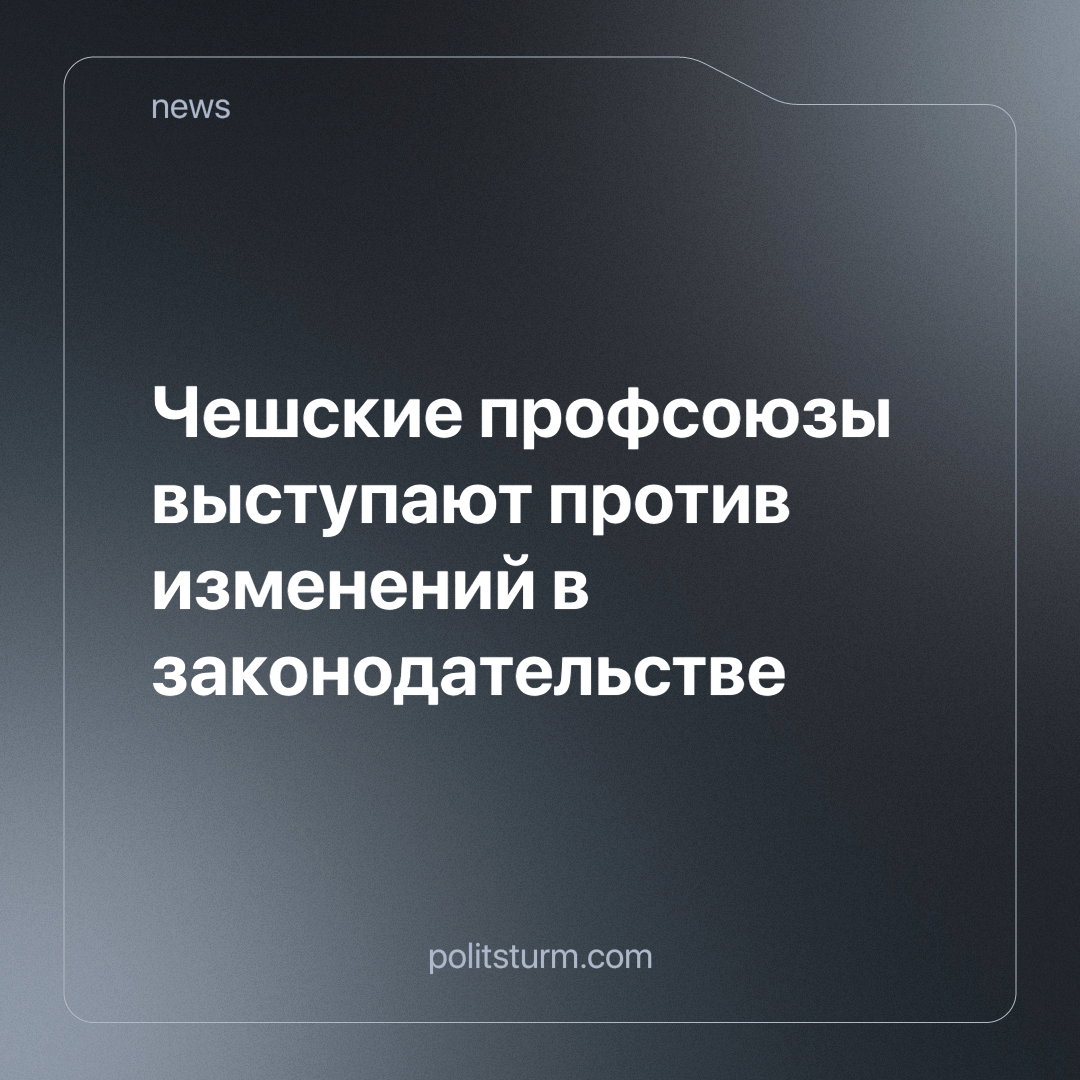 news
Чешские профсоюзы
выступают против
изменений в
законодательстве
politsturm.com